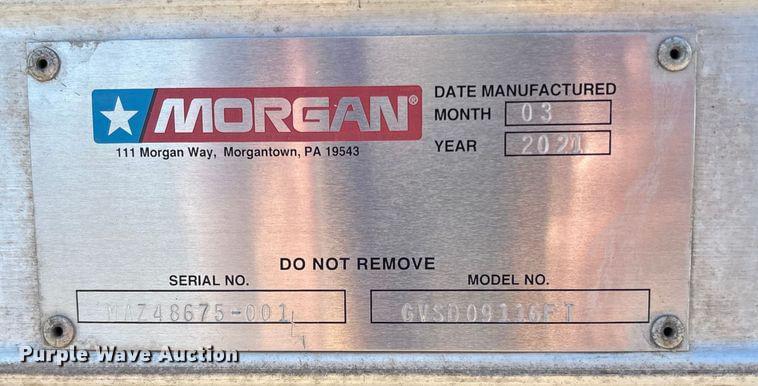 MORGAN®
111 Morgan Way, Morgantown, PA 19543
DATE MANUFACTURED
MONTH 03
YEAR 2021
DO NOT REMOVE
SERIAL NO.
MODEL NO.
Purple Wave Auction